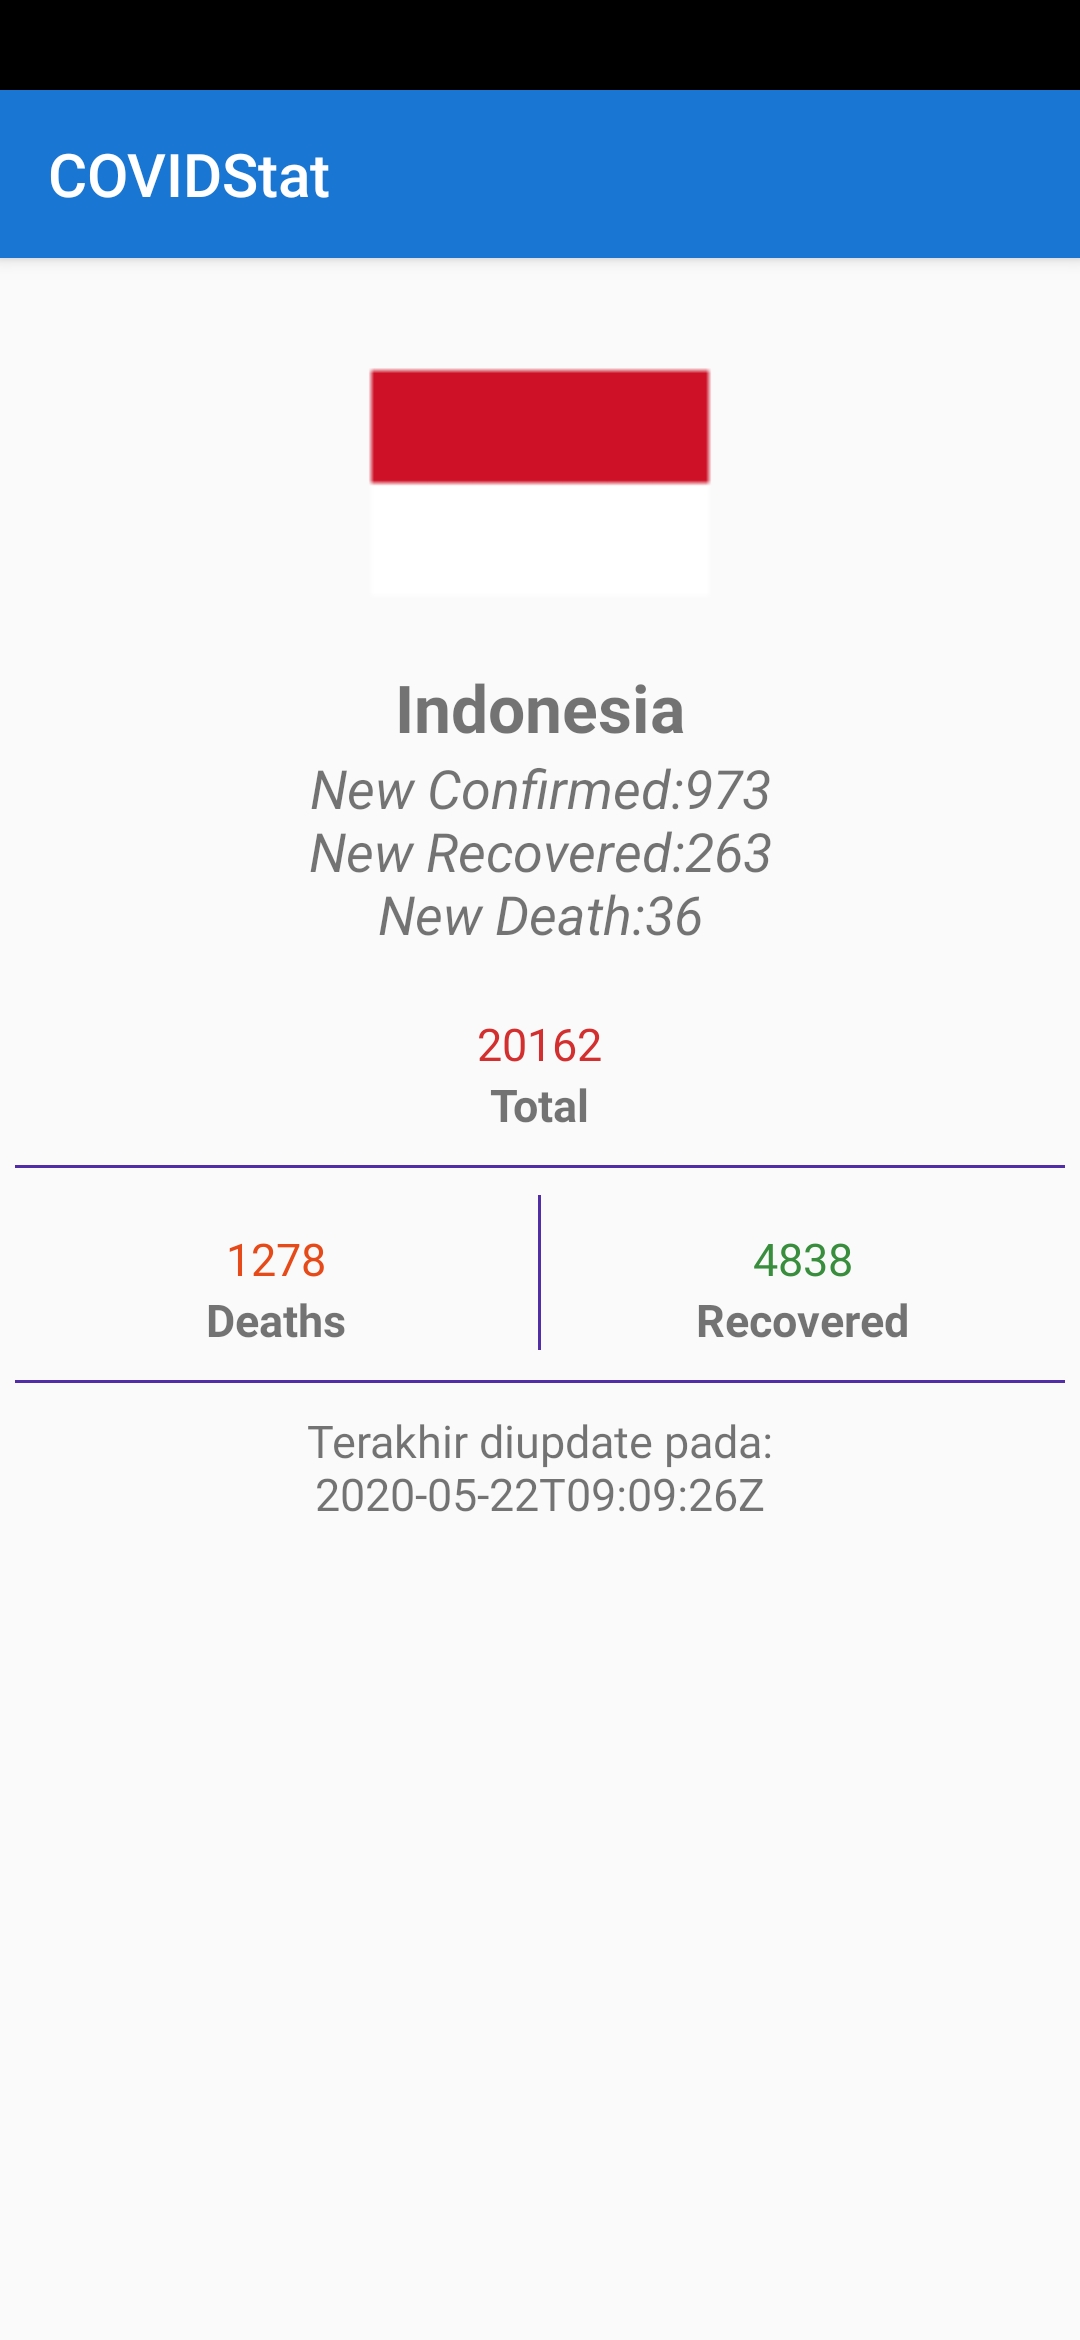 COVIDStat
Indonesia
New Confirmed:973
New Recovered:263
New Death:36
20162
Total
1278
Deaths
4838
Recovered
Terakhir diupdate pada:
2020-05-22T09:09:26Z